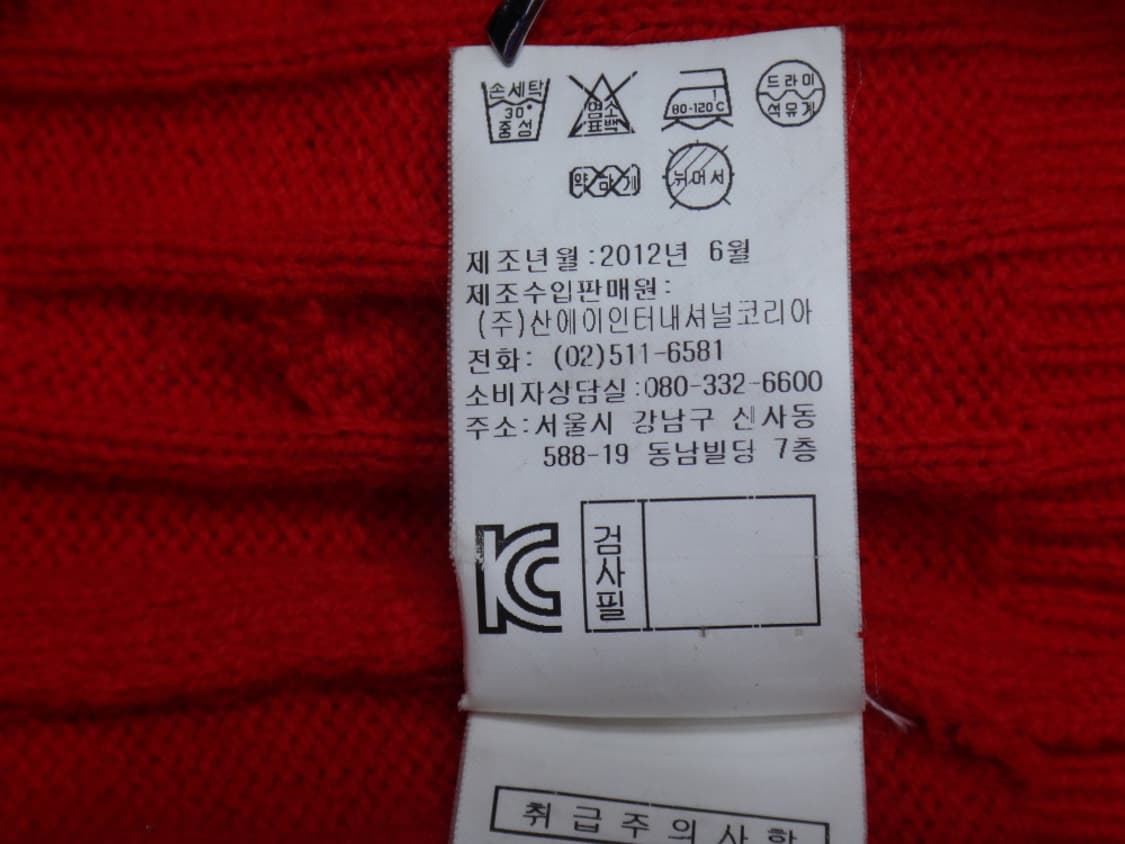 손세탁
30°
중성
염소
표백
80-120℃
드라이
석유계
약하게
뉘어서
제조년월:2012년 6월
제조수입판매원:
(주)산에이인터내셔널코리아
전화: (02)511-6581
소비자상담실:080-332-6600
주소:서울시 강남구 신사동
588-19 동남빌딩 7층
KC
검사필
취급주의사항